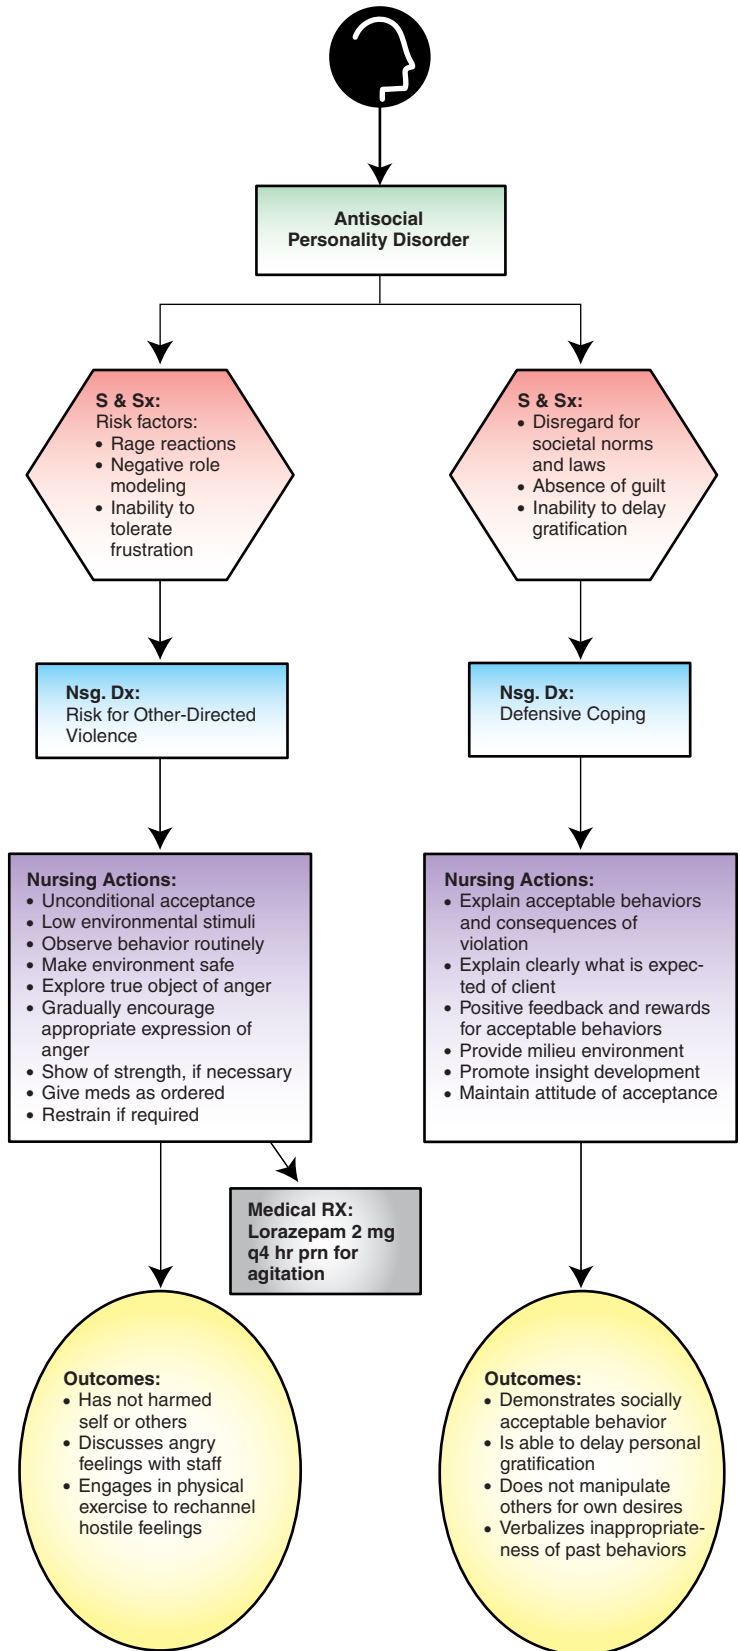 Antisocial
Personality Disorder
S & Sx:
Risk factors:
• Rage reactions
• Negative role
modeling
• Inability to
tolerate
frustration
S & Sx:
• Disregard for
societal norms
and laws
• Absence of guilt
• Inability to delay
gratification
Nsg. Dx:
Risk for Other-Directed
Violence
Nsg. Dx:
Defensive Coping
Nursing Actions:
• Unconditional acceptance
• Low environmental stimuli
• Observe behavior routinely
• Make environment safe
• Explore true object of anger
• Gradually encourage
appropriate expression of
anger
• Show of strength, if necessary
• Give meds as ordered
• Restrain if required
Nursing Actions:
• Explain acceptable behaviors
and consequences of
violation
• Explain clearly what is expec-
ted of client
• Positive feedback and rewards
for acceptable behaviors
• Provide milieu environment
• Promote insight development
• Maintain attitude of acceptance
Medical RX:
Lorazepam 2 mg
q4 hr prn for
agitation
Outcomes:
• Has not harmed
self or others
• Discusses angry
feelings with staff
• Engages in physical
exercise to rechannel
hostile feelings
Outcomes:
• Demonstrates socially
acceptable behavior
• Is able to delay personal
gratification
• Does not manipulate
others for own desires
• Verbalizes inappropriate-
ness of past behaviors